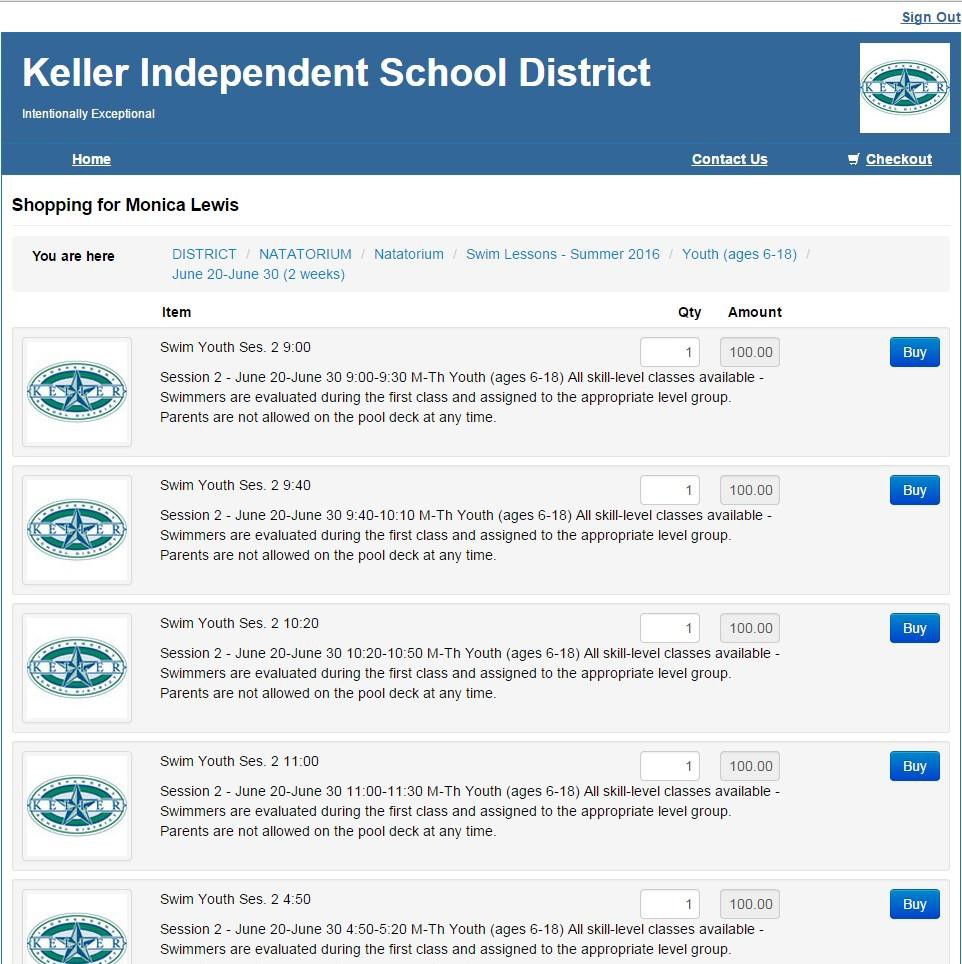 Sign Out
Keller Independent School District
Intentionally Exceptional
KELLER
Home Contact Us Checkout
Shopping for Monica Lewis
You are here DISTRICT / NATATORIUM / Natatorium / Swim Lessons - Summer 2016 / Youth (ages 6-18) /
June 20-June 30 (2 weeks)
Item Qty Amount
KELLER
Swim Youth Ses. 2 9:00 1 100.00 Buy
Session 2 - June 20-June 30 9:00-9:30 M-Th Youth (ages 6-18) All skill-level classes available -
Swimmers are evaluated during the first class and assigned to the appropriate level group.
Parents are not allowed on the pool deck at any time.
KELLER
Swim Youth Ses. 2 9:40 1 100.00 Buy
Session 2 - June 20-June 30 9:40-10:10 M-Th Youth (ages 6-18) All skill-level classes available -
Swimmers are evaluated during the first class and assigned to the appropriate level group.
Parents are not allowed on the pool deck at any time.
KELLER
Swim Youth Ses. 2 10:20 1 100.00 Buy
Session 2 - June 20-June 30 10:20-10:50 M-Th Youth (ages 6-18) All skill-level classes available -
Swimmers are evaluated during the first class and assigned to the appropriate level group.
Parents are not allowed on the pool deck at any time.
KELLER
Swim Youth Ses. 2 11:00 1 100.00 Buy
Session 2 - June 20-June 30 11:00-11:30 M-Th Youth (ages 6-18) All skill-level classes available -
Swimmers are evaluated during the first class and assigned to the appropriate level group.
Parents are not allowed on the pool deck at any time.
KELLER
Swim Youth Ses. 2 4:50 1 100.00 Buy
Session 2 - June 20-June 30 4:50-5:20 M-Th Youth (ages 6-18) All skill-level classes available -
Swimmers are evaluated during the first class and assigned to the appropriate level group.